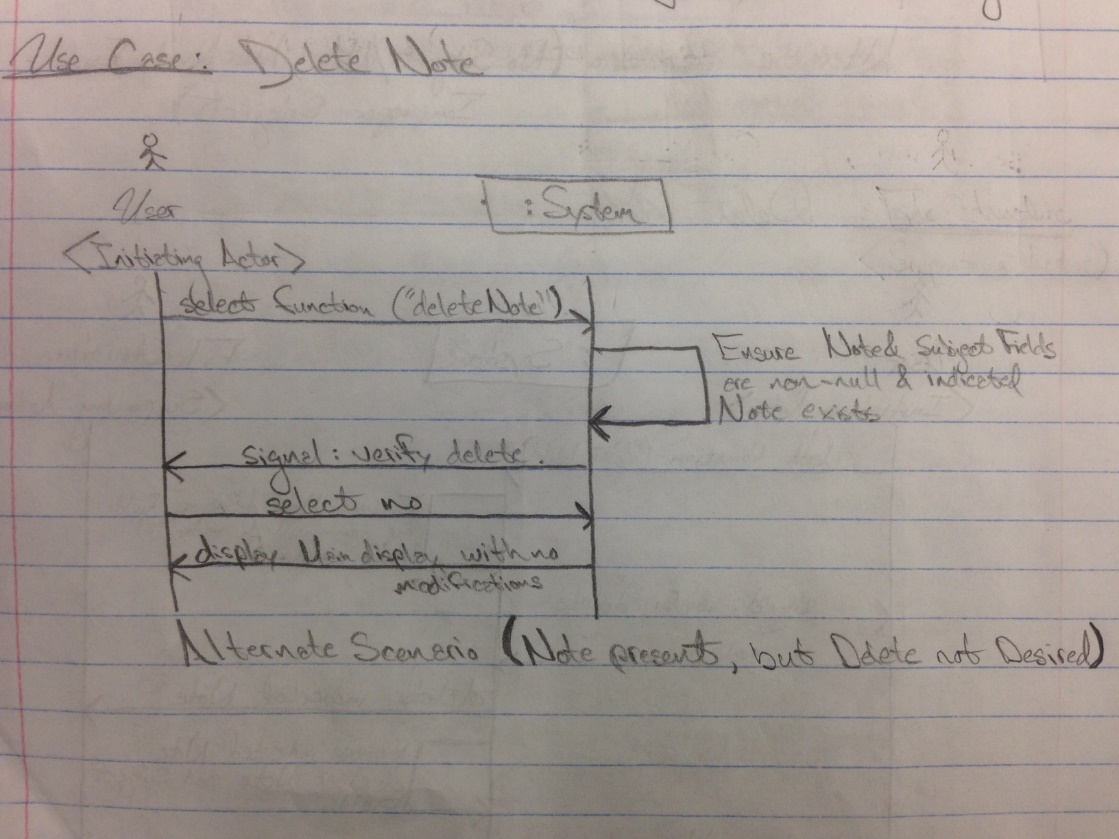 Use Case: Delete Note
User
: System
<Initiating Actor>
select function ("deleteNote")
Ensure Note & Subject Fields
are non-null & indicated
Note exists
signal: verify delete.
select no
display Main display with no
modifications
Alternate Scenario (Note presents, but Delete not Desired)